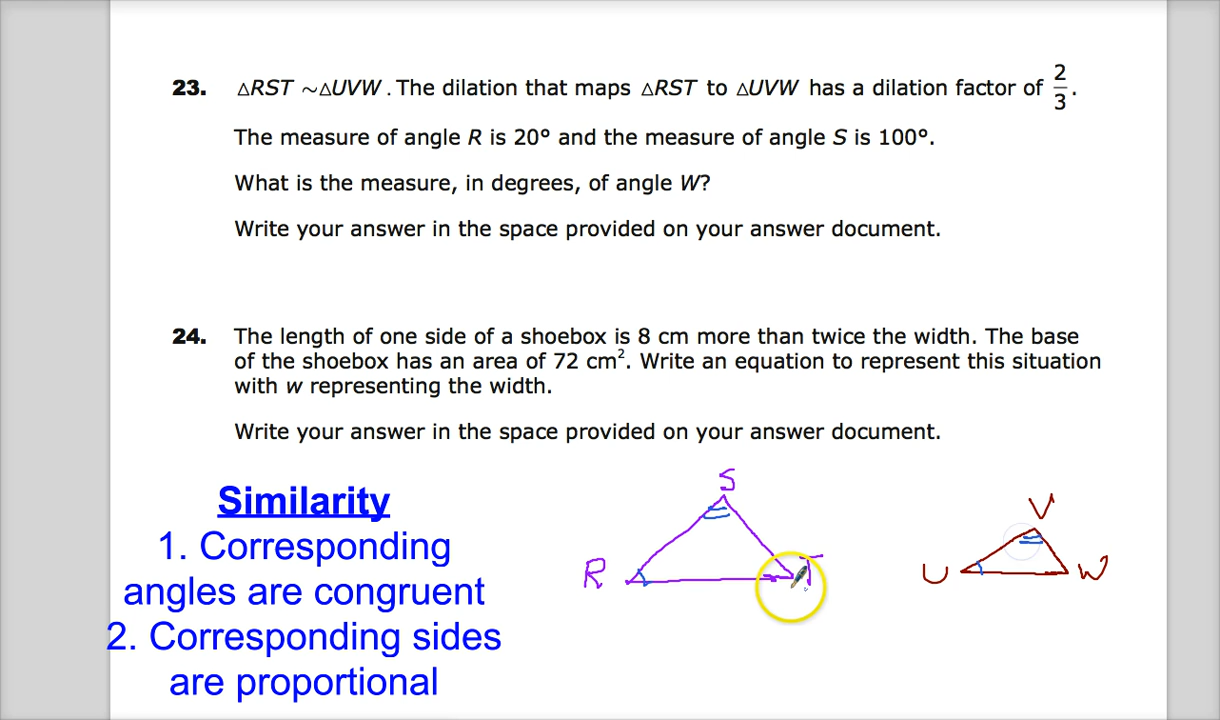 23. △RST ~△UVW. The dilation that maps △RST to △UVW has a dilation factor of 2/3.
The measure of angle R is 20° and the measure of angle S is 100°.
What is the measure, in degrees, of angle W?
Write your answer in the space provided on your answer document.
24. The length of one side of a shoebox is 8 cm more than twice the width. The base
of the shoebox has an area of 72 cm². Write an equation to represent this situation
with w representing the width.
Write your answer in the space provided on your answer document.
Similarity
1. Corresponding
angles are congruent
2. Corresponding sides
are proportional
S
R
T
V
U
W